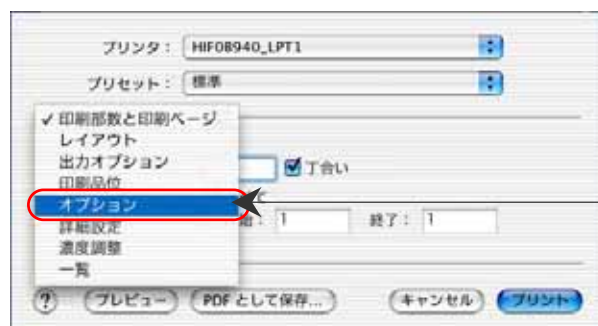 プリンタ： HIF08940_LPT1
プリセット： 標準
✓ 印刷部数と印刷ページ
レイアウト
出力オプション
丁合い
印刷品位
オプション
始： 1 終了： 1
詳細設定
濃度調整
一覧
? プレビュー PDF として保存... キャンセル プリント